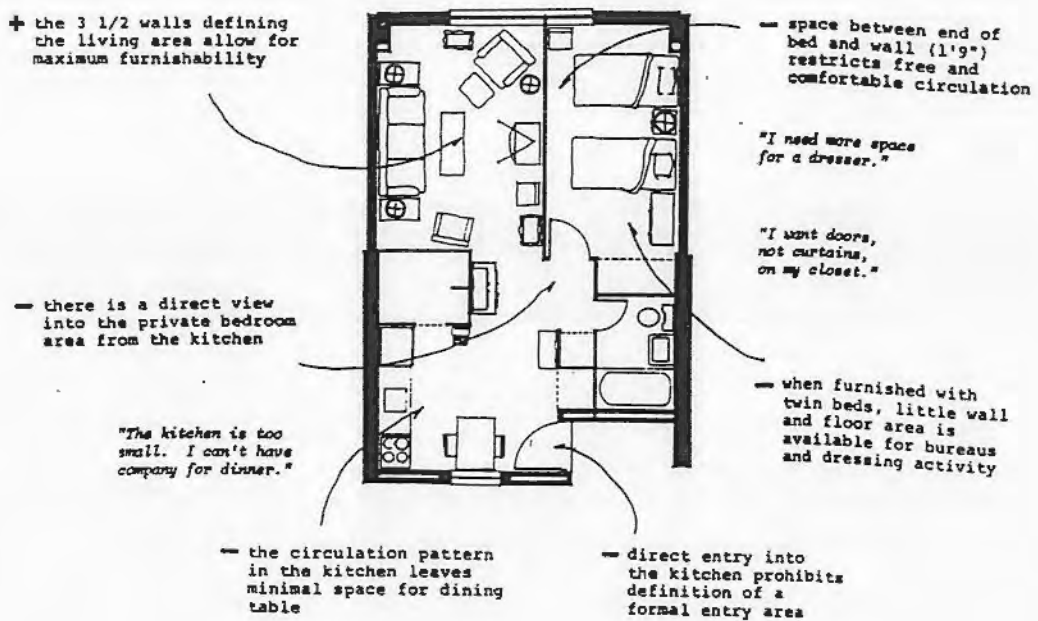 + the 3 1/2 walls defining
the living area allow for
maximum furnishability
— space between end of
bed and wall (1'9")
restricts free and
comfortable circulation
"I need more space
for a dresser."
"I want doors,
not curtains,
on my closet."
— there is a direct view
into the private bedroom
area from the kitchen
— when furnished with
twin beds, little wall
and floor area is
available for bureaus
and dressing activity
"The kitchen is too
small. I can't have
company for dinner."
— the circulation pattern
in the kitchen leaves
minimal space for dining
table
— direct entry into
the kitchen prohibits
definition of a
formal entry area